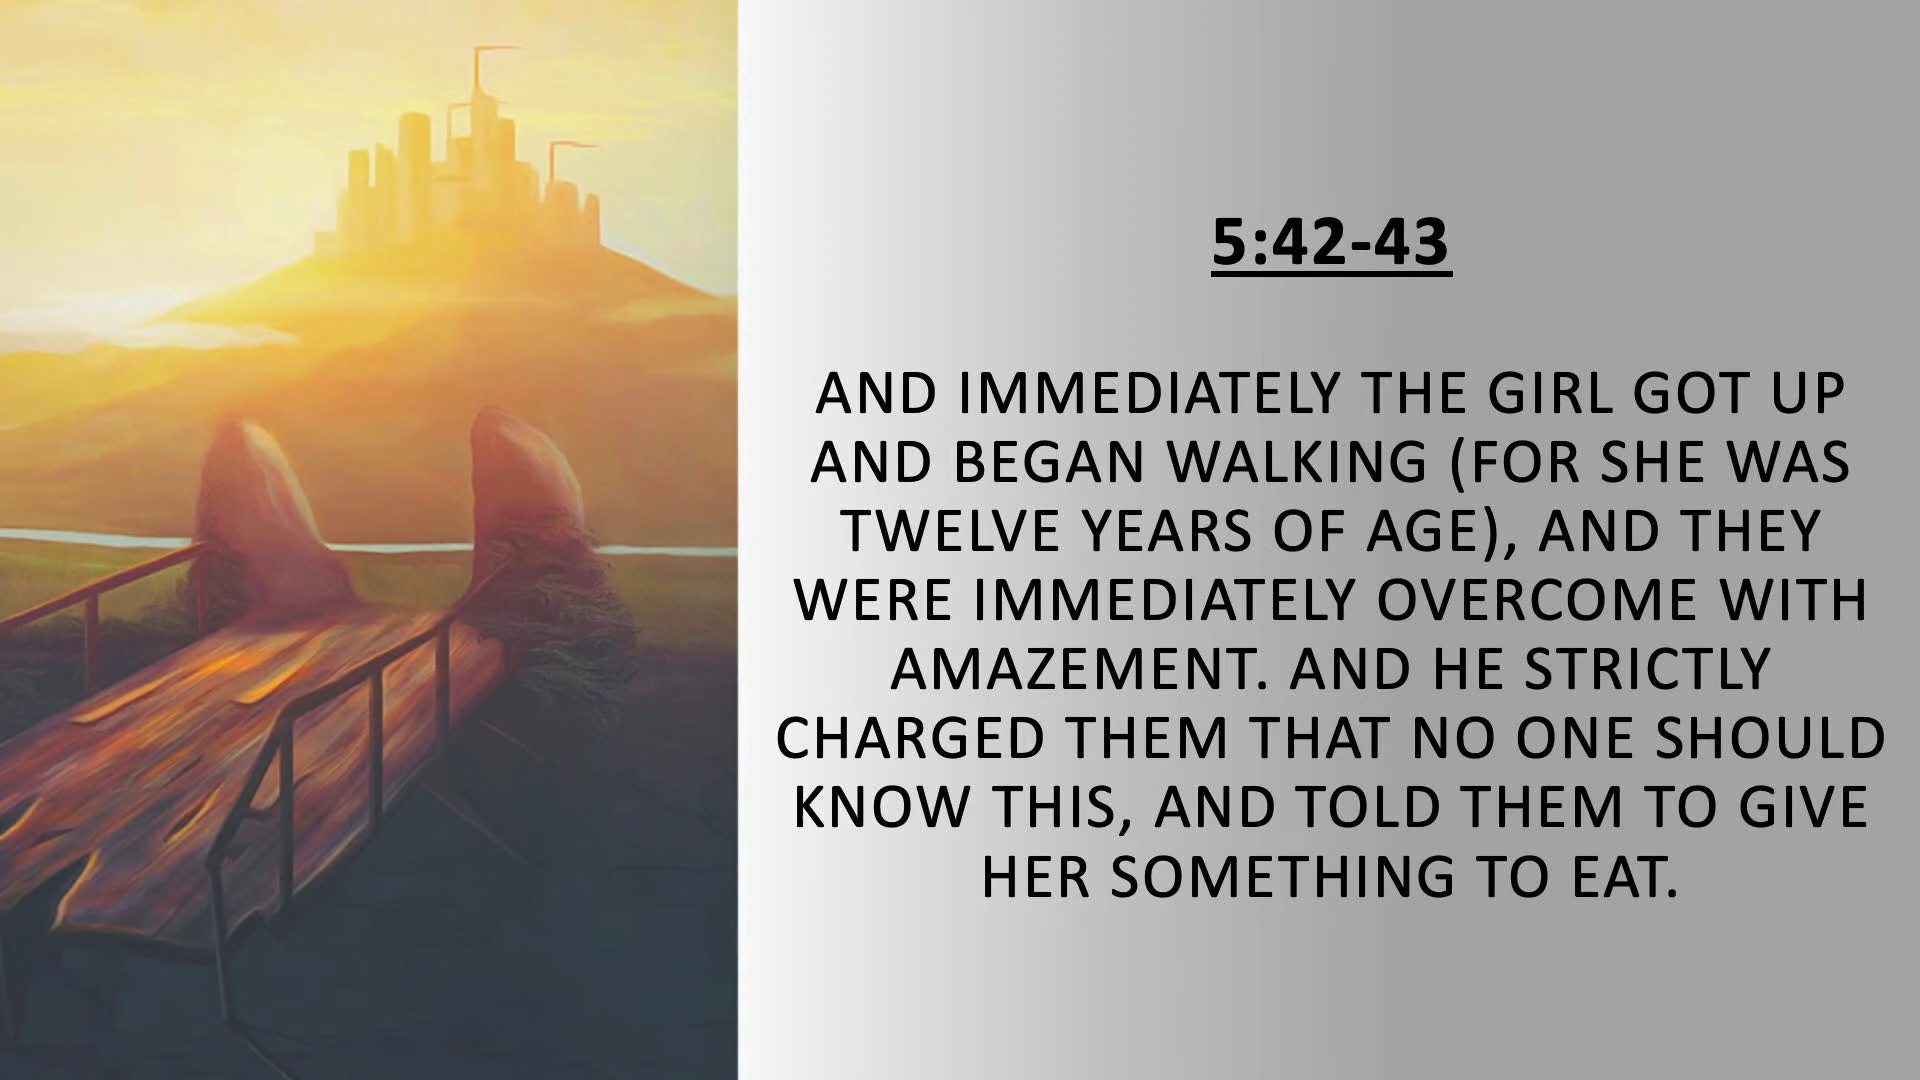 5:42-43
AND IMMEDIATELY THE GIRL GOT UP
AND BEGAN WALKING (FOR SHE WAS
TWELVE YEARS OF AGE), AND THEY
WERE IMMEDIATELY OVERCOME WITH
AMAZEMENT. AND HE STRICTLY
CHARGED THEM THAT NO ONE SHOULD
KNOW THIS, AND TOLD THEM TO GIVE
HER SOMETHING TO EAT.